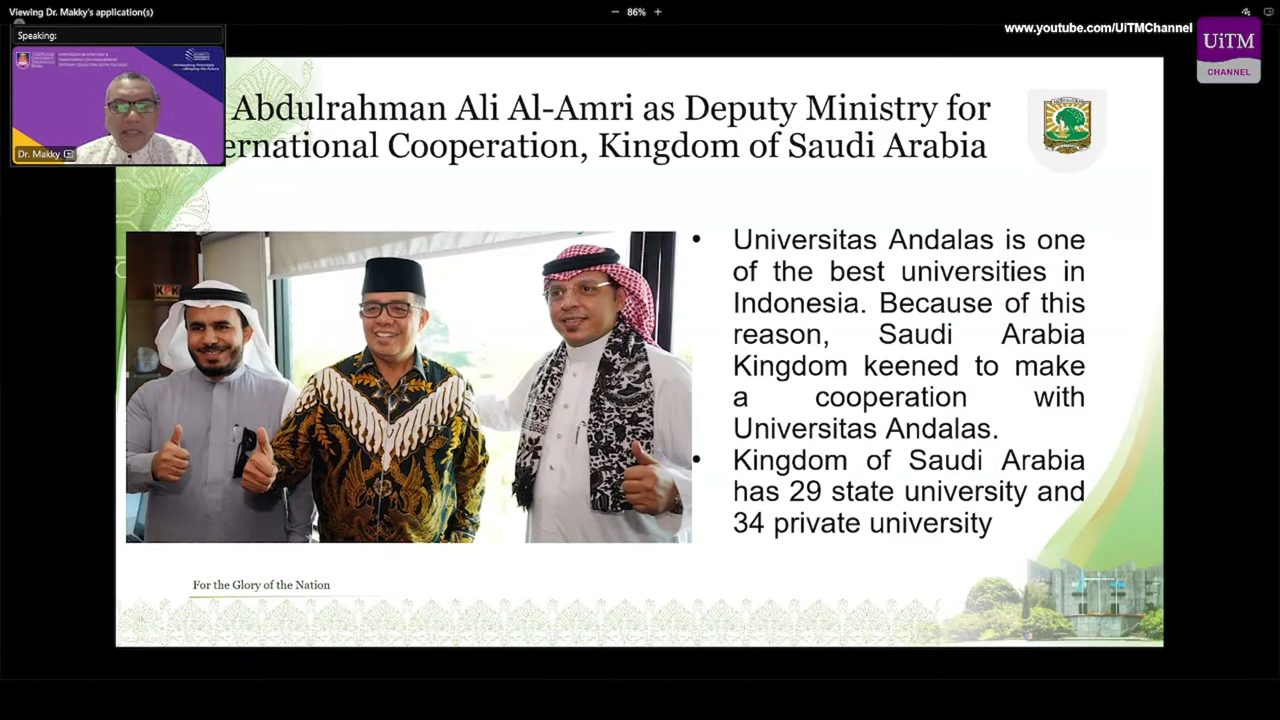 Viewing Dr. Makky's application(s)
86%
www.youtube.com/UiTMChannel
UiTM
CHANNEL
Speaking:
Dr. Makky
Abdulrahman Ali Al-Amri as Deputy Ministry for
ernational Cooperation, Kingdom of Saudi Arabia
KPK
• Universitas Andalas is one
of the best universities in
Indonesia. Because of this
reason, Saudi Arabia
Kingdom keened to make
a cooperation with
Universitas Andalas.
• Kingdom of Saudi Arabia
has 29 state university and
34 private university
For the Glory of the Nation